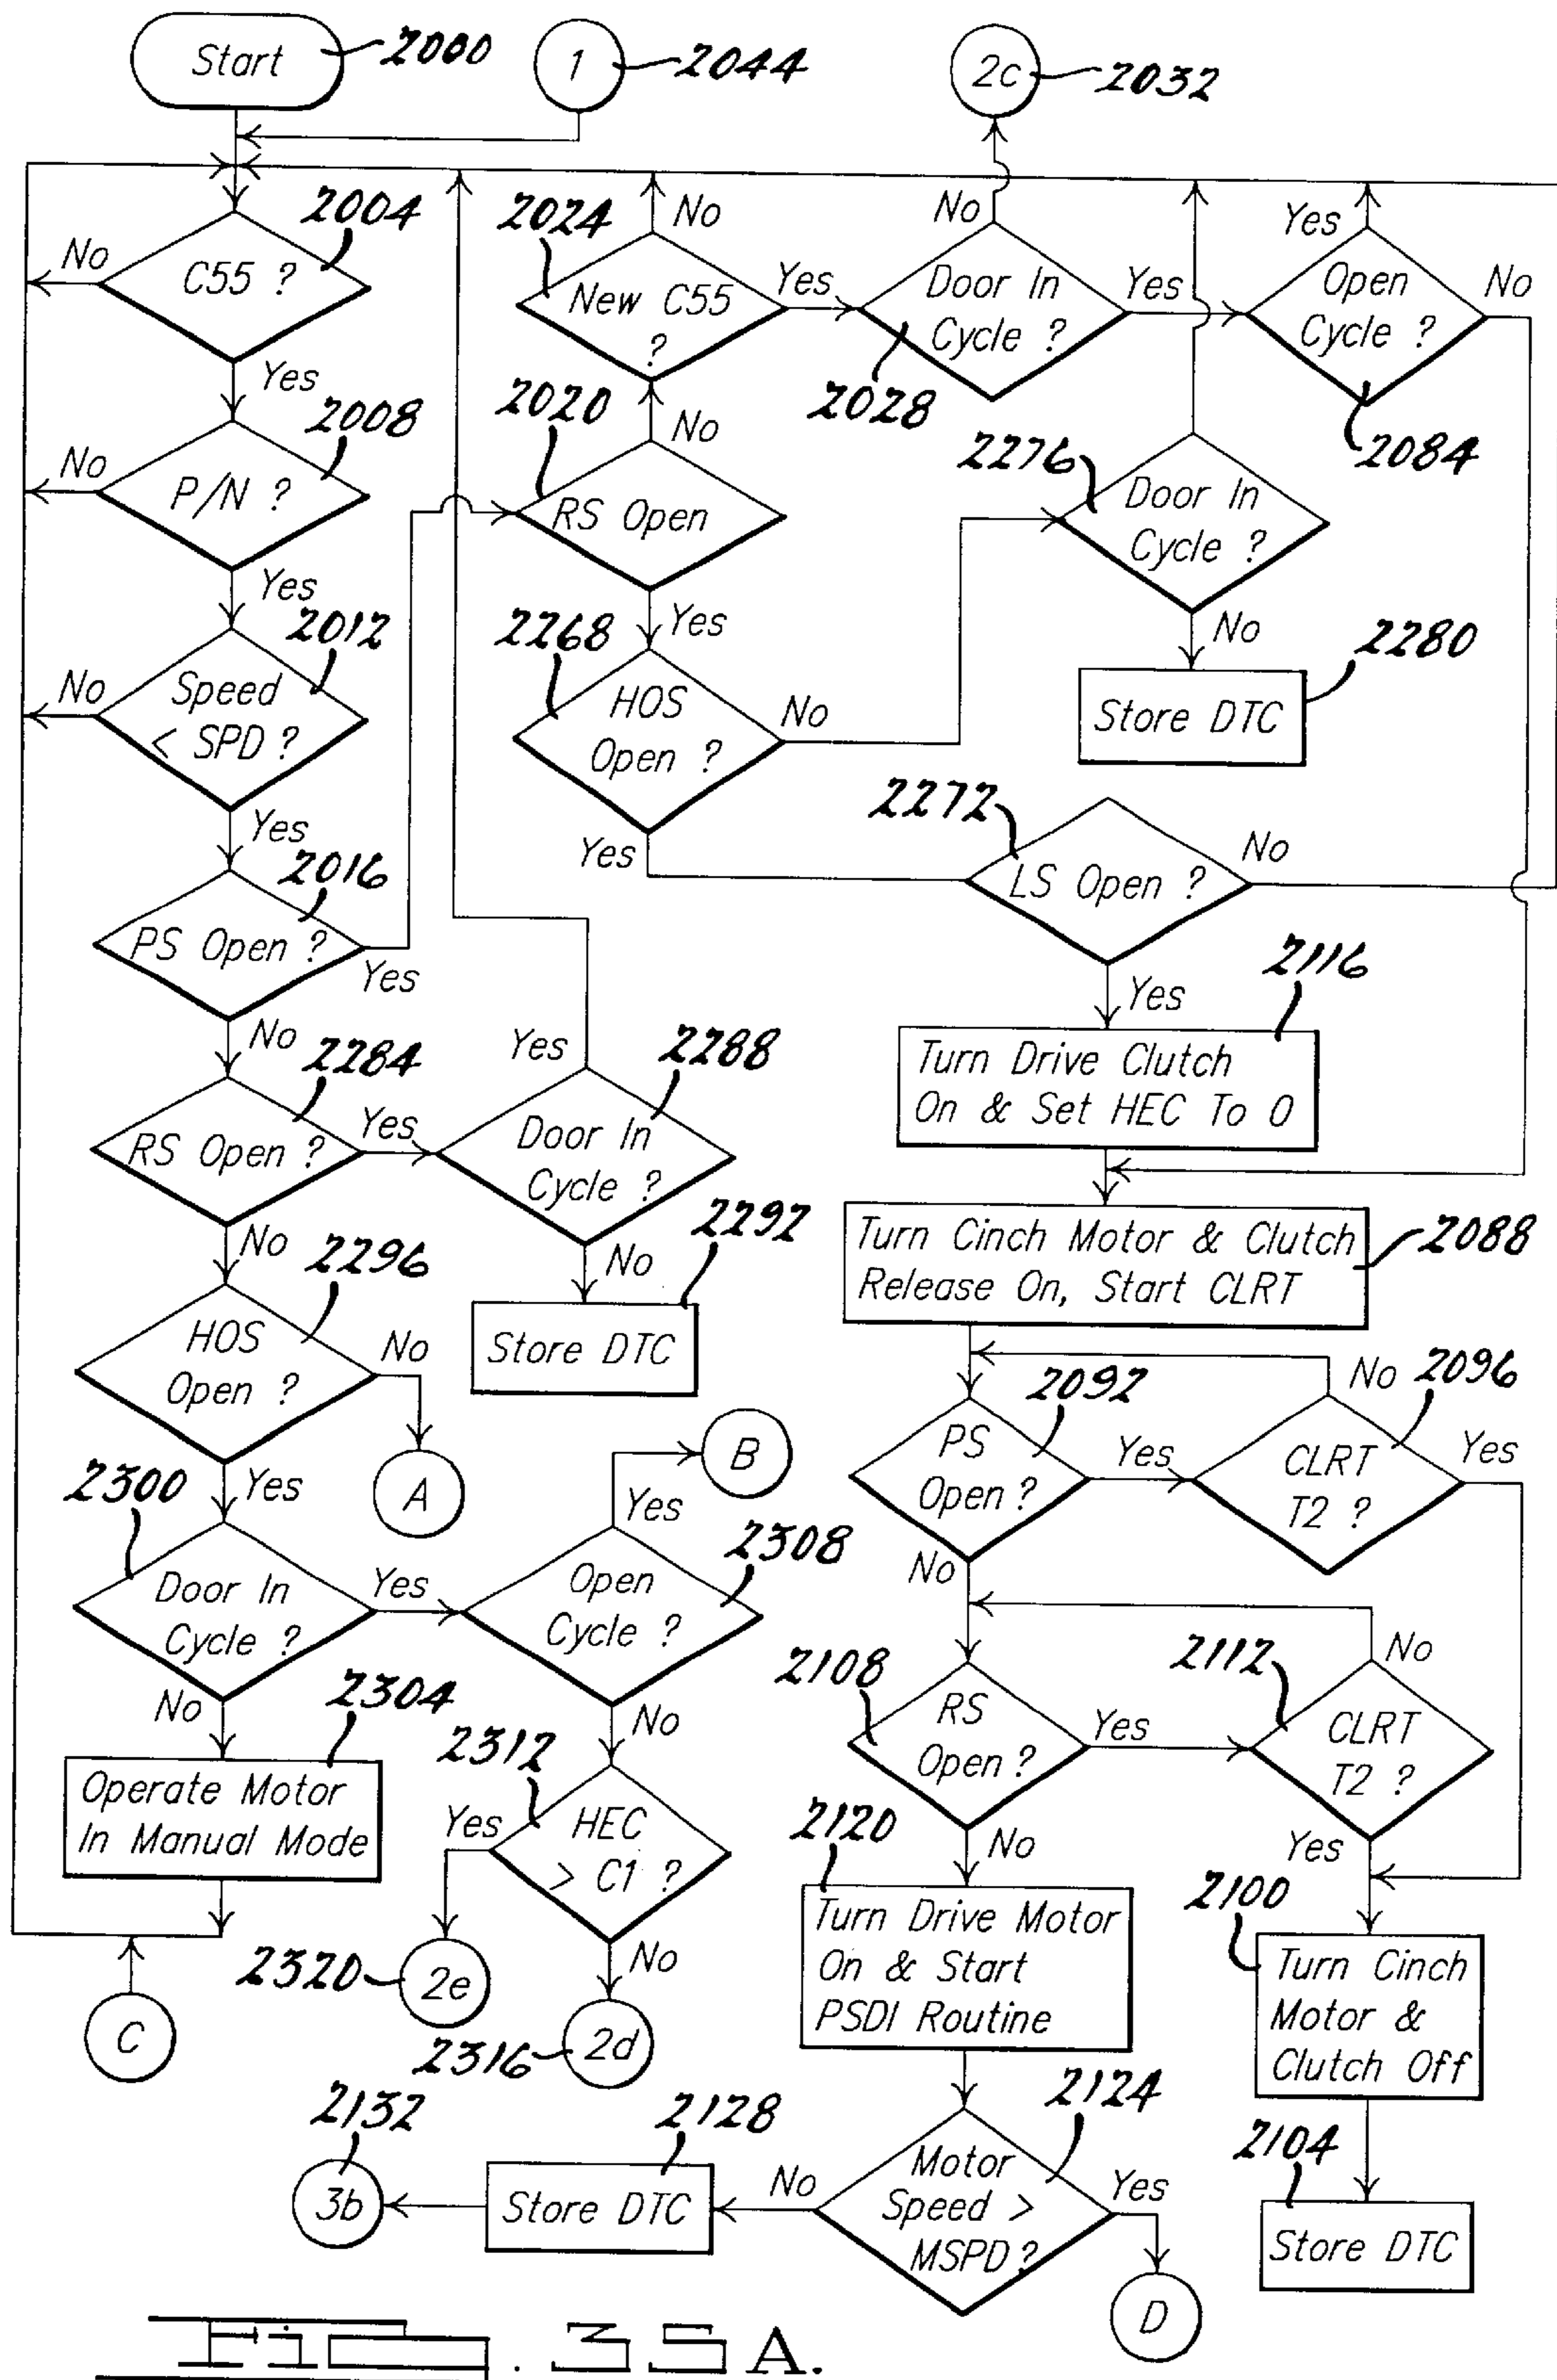 Start
2000
1
2044
2c
2032
2004
C55 ?
No
Yes
2024
New C55
?
No
Yes
No
Door In
Cycle ?
2028
Yes
Yes
Open
Cycle ?
No
2084
2008
P/N ?
No
Yes
2020
RS Open
No
Yes
2276
Door In
Cycle ?
No
2280
Store DTC
2012
Speed
< SPD ?
No
Yes
2268
HOS
Open ?
No
Yes
2272
LS Open ?
No
Yes
2016
PS Open ?
Yes
No
2116
Turn Drive Clutch
On & Set HEC To 0
2284
RS Open ?
Yes
No
2288
Yes
Door In
Cycle ?
No
2292
Store DTC
Turn Cinch Motor & Clutch
Release On, Start CLRT
2088
2296
HOS
Open ?
No
A
Yes
2092
PS
Open ?
Yes
No
2096
No
CLRT
T2 ?
Yes
2300
Door In
Cycle ?
Yes
No
B
Yes
2308
Open
Cycle ?
No
2108
RS
Open ?
Yes
No
2112
No
CLRT
T2 ?
Yes
2304
Operate Motor
In Manual Mode
C
2312
HEC
> C1 ?
Yes
No
2320
2e
2316
2d
2120
Turn Drive Motor
On & Start
PSDI Routine
2100
Turn Cinch
Motor &
Clutch Off
2104
Store DTC
2132
3b
2128
Store DTC
No
2124
Motor
Speed >
MSPD ?
Yes
D
FIG. 35A.